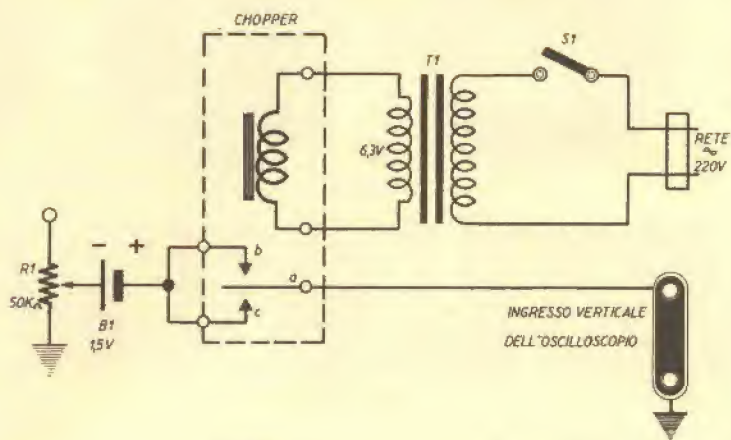 CHOPPER
T1
S1
6,3V
RETE
~
220V
- +
b
R1
a
50KΩ
c
B1
1,5V
INGRESSO VERTICALE
DELL'OSCILLOSCOPIO